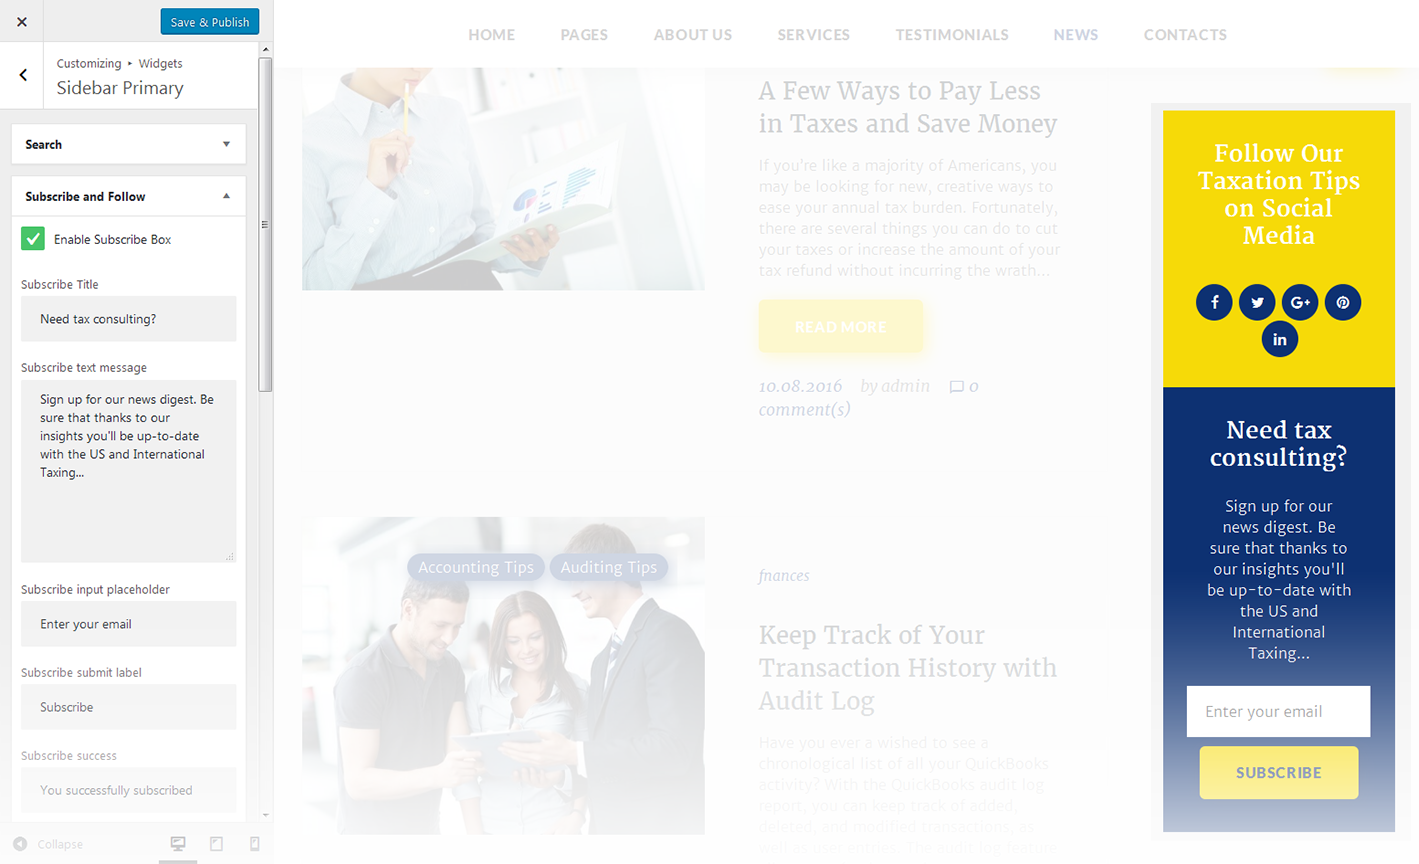 Save & Publish
Customizing ▸ Widgets
Sidebar Primary
Search
Subscribe and Follow
Enable Subscribe Box
Subscribe Title
Need tax consulting?
Subscribe text message
Sign up for our news digest. Be
sure that thanks to our
insights you'll be up-to-date
with the US and International
Taxing...
Subscribe input placeholder
Enter your email
Subscribe submit label
Subscribe
Subscribe success
You successfully subscribed
Collapse
HOME PAGES ABOUT US SERVICES TESTIMONIALS NEWS CONTACTS
A Few Ways to Pay Less
in Taxes and Save Money
If you're like a majority of Americans, you
may be looking for new, creative ways to
ease your annual tax burden. Fortunately,
there are several things you can do to cut
your taxes or increase the amount of your
tax refund without incurring the wrath...
READ MORE
10.08.2016 by admin 0
comment(s)
Accounting Tips Auditing Tips
fnances
Keep Track of Your
Transaction History with
Audit Log
Have you ever a wished to see a
chronological list of all your QuickBooks
activity? With the QuickBooks audit log
report, you can keep track of added,
deleted, and modified transactions, as
well as user entries. The audit log feature
Follow Our
Taxation Tips
on Social
Media
f G+ in
Need tax
consulting?
Sign up for our
news digest. Be
sure that thanks to
our insights you'll
be up-to-date with
the US and
International
Taxing...
Enter your email
SUBSCRIBE